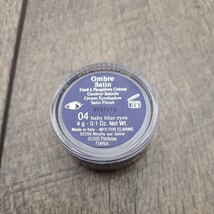 Ombre
Satin
Fard à Paupières Crème
Couleur Satinée
Cream Eyeshadow
Satin Finish
04 baby blue eyes
4 g - 0.1 Oz. Net Wt.
Made in Italy - MFD FOR CLARINS
92200 Neuilly-sur-Seine
95300 Pontoise
France